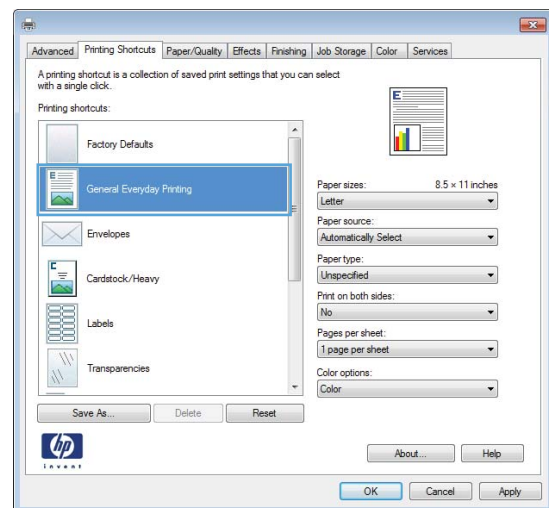 Advanced Printing Shortcuts Paper/Quality Effects Finishing Job Storage Color Services
A printing shortcut is a collection of saved print settings that you can select
with a single click.
Printing shortcuts:
Factory Defaults
General Everyday Printing
Envelopes
Cardstock/Heavy
Labels
Transparencies
E
E
E
Paper sizes: 8.5 × 11 inches
Letter
Paper source:
Automatically Select
Paper type:
Unspecified
Print on both sides:
No
Pages per sheet:
1 page per sheet
Color options:
Color
Save As... Delete Reset
hp
invent
About... Help
OK Cancel Apply